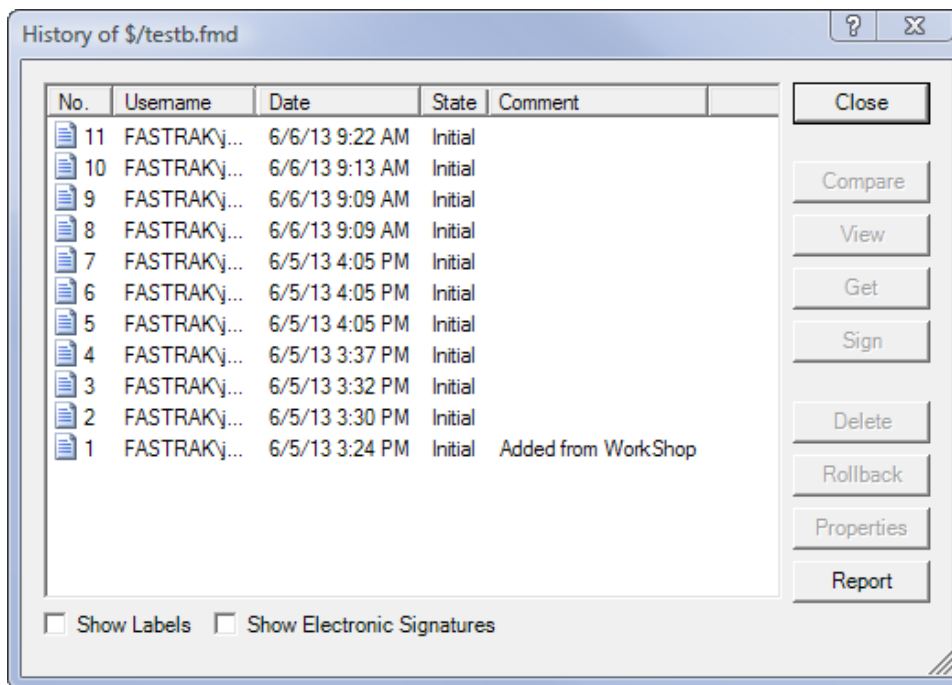 History of $/testb.fmd
No. Username Date State Comment
11 FASTRAK\j... 6/6/13 9:22 AM Initial
10 FASTRAK\j... 6/6/13 9:13 AM Initial
9 FASTRAK\j... 6/6/13 9:09 AM Initial
8 FASTRAK\j... 6/6/13 9:09 AM Initial
7 FASTRAK\j... 6/5/13 4:05 PM Initial
6 FASTRAK\j... 6/5/13 4:05 PM Initial
5 FASTRAK\j... 6/5/13 4:05 PM Initial
4 FASTRAK\j... 6/5/13 3:37 PM Initial
3 FASTRAK\j... 6/5/13 3:32 PM Initial
2 FASTRAK\j... 6/5/13 3:30 PM Initial
1 FASTRAK\j... 6/5/13 3:24 PM Initial Added from WorkShop
Close
Compare
View
Get
Sign
Delete
Rollback
Properties
Report
Show Labels Show Electronic Signatures